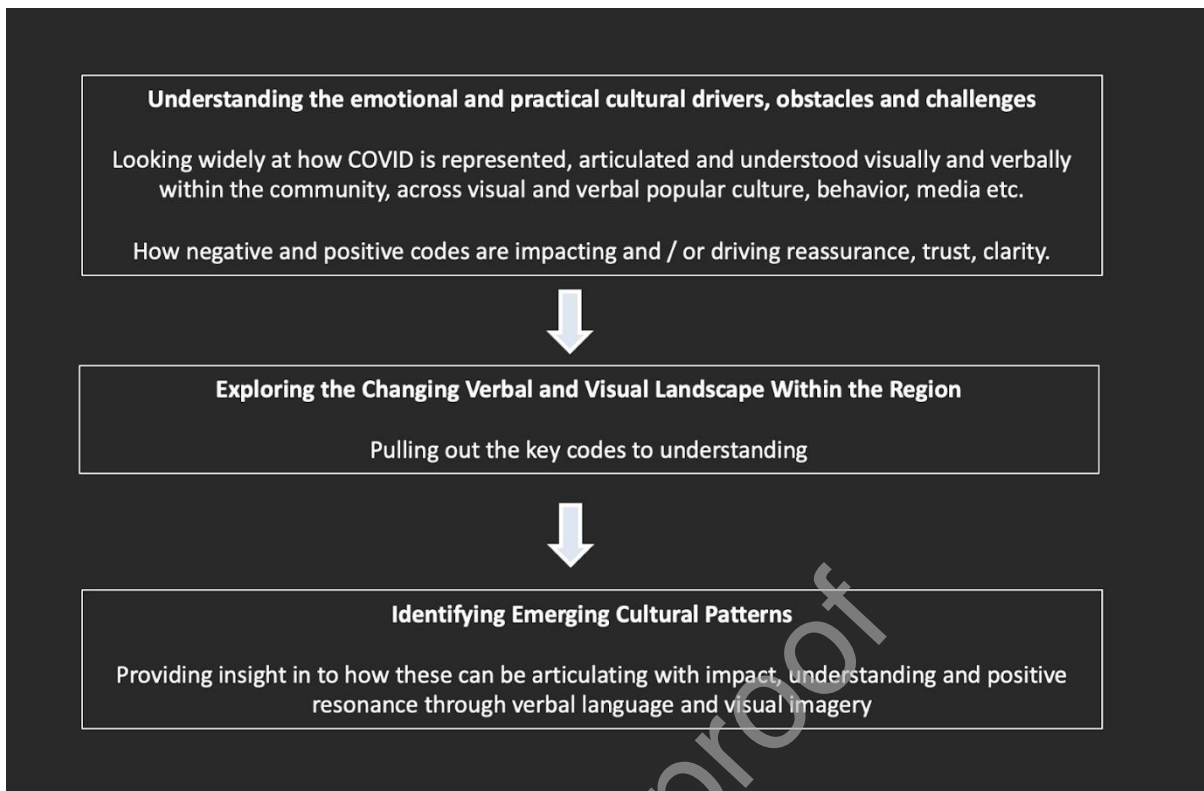 Understanding the emotional and practical cultural drivers, obstacles and challenges
Looking widely at how COVID is represented, articulated and understood visually and verbally
within the community, across visual and verbal popular culture, behavior, media etc.
How negative and positive codes are impacting and / or driving reassurance, trust, clarity.
Exploring the Changing Verbal and Visual Landscape Within the Region
Pulling out the key codes to understanding
Identifying Emerging Cultural Patterns
Providing insight in to how these can be articulating with impact, understanding and positive
resonance through verbal language and visual imagery
proof